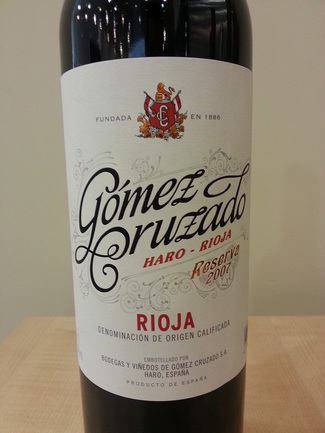 FUNDADA EN 1886
Gómez
Cruzado
HARO - RIOJA
Reserva
2007
RIOJA
DENOMINACIÓN DE ORIGEN CALIFICADA
EMBOTELLADO POR
BODEGAS Y VIÑEDOS DE GÓMEZ CRUZADO S.A.
HARO, ESPAÑA
PRODUCTO DE ESPAÑA